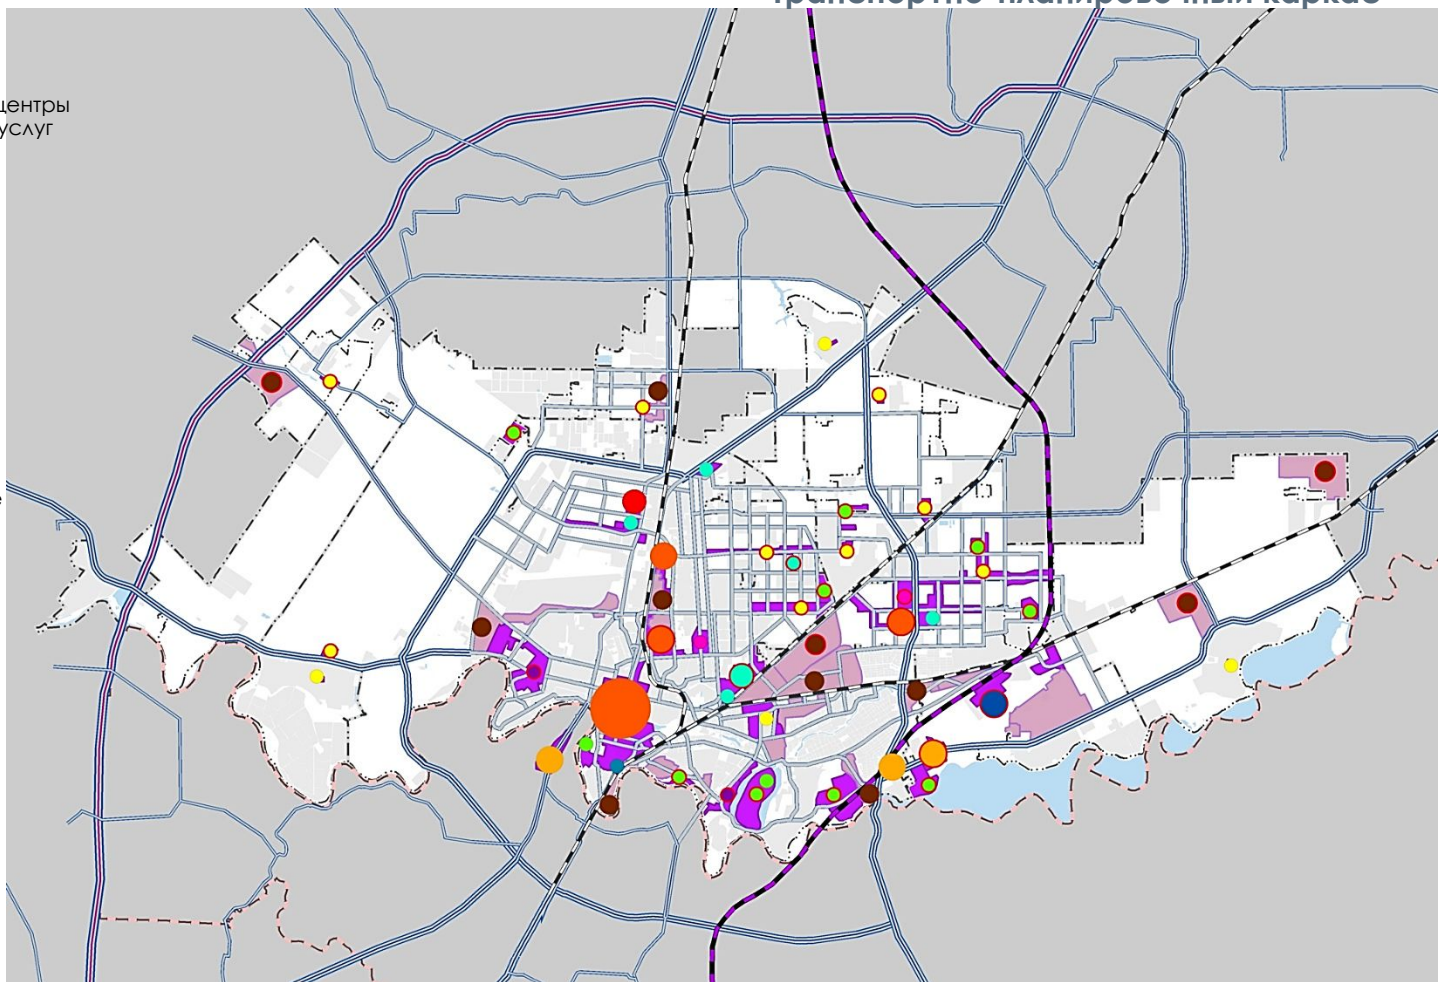 транспортно-планировочный каркас
центры
услуг
е